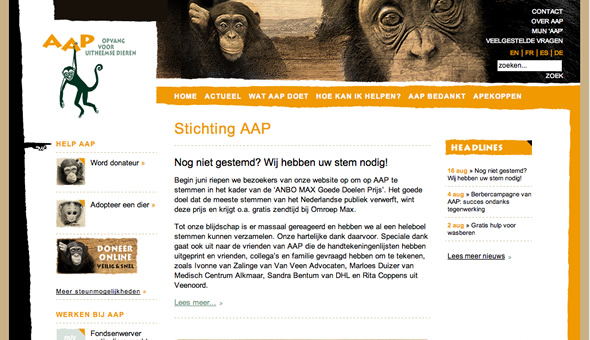 CONTACT
OVER AAP
MIJN 'AAP'
VEELGESTELDE VRAGEN
EN | FR | ES | DE
zoeken...
ZOEK
AAP
OPVANG
VOOR
UITHEEMSE DIEREN
HOME ACTUEEL WAT AAP DOET HOE KAN IK HELPEN? AAP BEDANKT APEKOPPEN
HELP AAP
Word donateur »
Adopteer een dier »
DONEER
ONLINE
VEILIG & SNEL
Meer steunmogelijkheden »
WERKEN BIJ AAP
Fondsenwerver
Stichting AAP
Nog niet gestemd? Wij hebben uw stem nodig!
Begin juni riepen we bezoekers van onze website op om op AAP te
stemmen in het kader van de 'ANBO MAX Goede Doelen Prijs'. Het goede
doel dat de meeste stemmen van het Nederlandse publiek verwerft, wint
deze prijs en krijgt o.a. gratis zendtijd bij Omroep Max.
Tot onze blijdschap is er massaal gereageerd en hebben we al een heleboel
stemmen kunnen verzamelen. Onze hartelijke dank daarvoor. Speciale dank
gaat ook uit naar de vrienden van AAP die de handtekeningenlijsten hebben
uitgeprint en vrienden, collega's en familie gevraagd hebben om te tekenen,
zoals Ivonne van Zalinge van Van Veen Advocaten, Marloes Duizer van
Medisch Centrum Alkmaar, Sandra Bentum van DHL en Rita Coppens uit
Veenoord.
Lees meer... »
HEADLINES
16 aug » Nog niet gestemd?
Wij hebben uw stem nodig!
4 aug » Berbercampagne van
AAP: succes ondanks
tegenwerking
2 aug » Gratis hulp voor
wasberen
Lees meer nieuws »